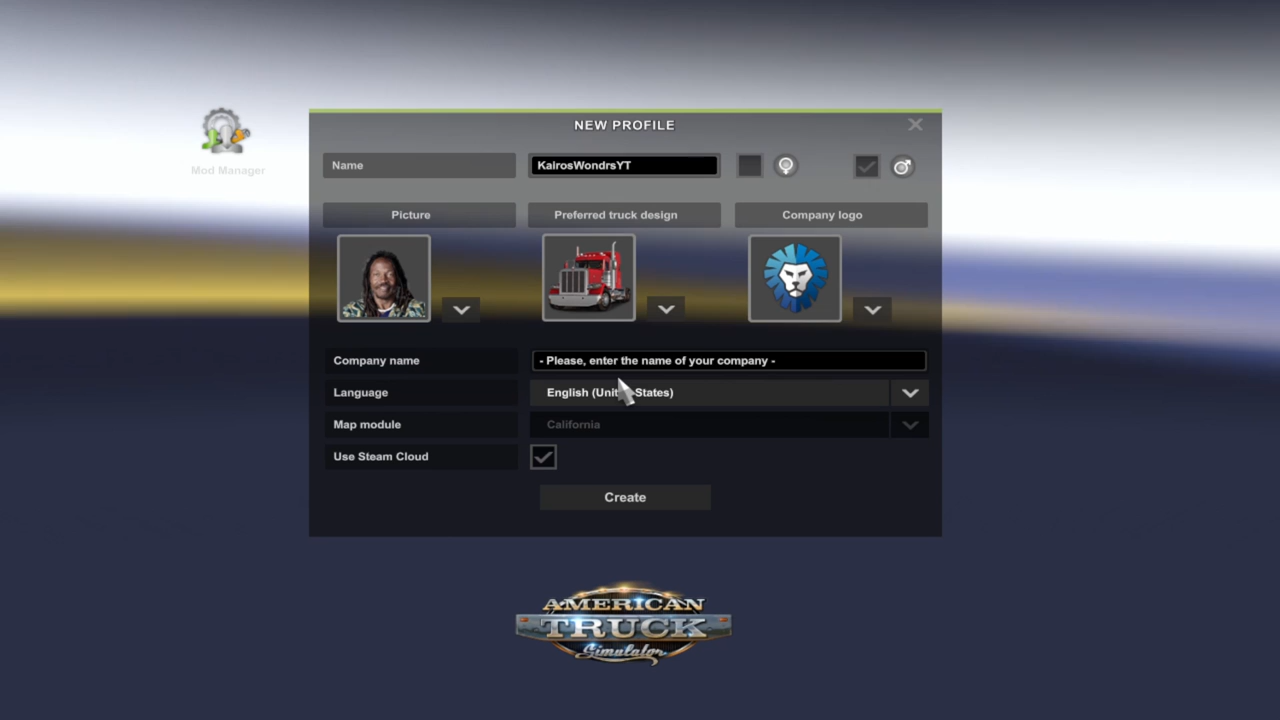 NEW PROFILE
Mod Manager
Name
KairosWondrsYT
Picture
Preferred truck design
Company logo
Company name
- Please, enter the name of your company -
Language
English (United States)
Map module
California
Use Steam Cloud
Create
AMERICAN
TRUCK
Simulator